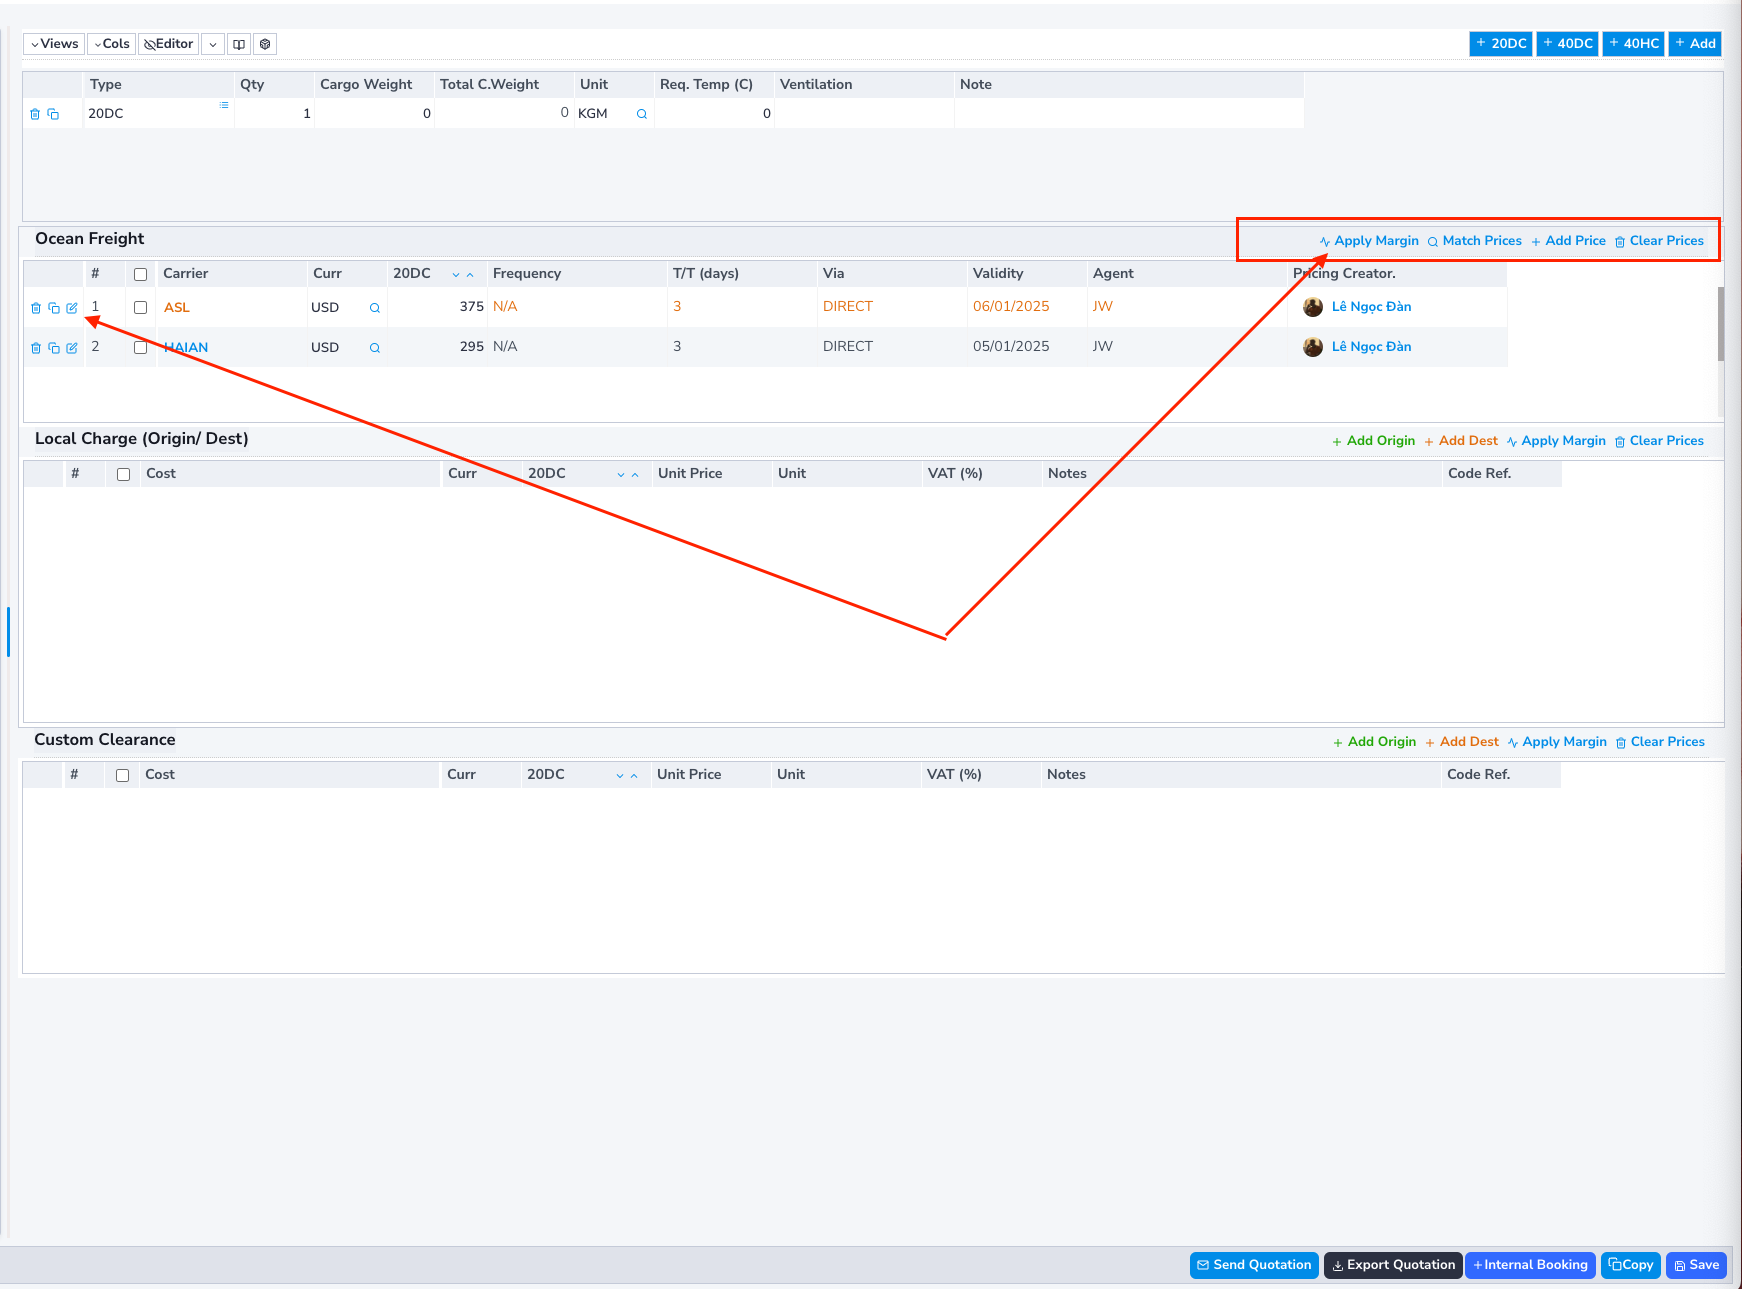 Views Cols Editor + 20DC + 40DC + 40HC + Add
Type Qty Cargo Weight Total C.Weight Unit Req. Temp (C) Ventilation Note
20DC 1 0 0 KGM 0
Ocean Freight Apply Margin Match Prices + Add Price Clear Prices
# Carrier Curr 20DC Frequency T/T (days) Via Validity Agent Pricing Creator.
1 ASL USD 375 N/A 3 DIRECT 06/01/2025 JW Lê Ngọc Đàn
2 HAIAN USD 295 N/A 3 DIRECT 05/01/2025 JW Lê Ngọc Đàn
Local Charge (Origin/ Dest) + Add Origin + Add Dest Apply Margin Clear Prices
# Cost Curr 20DC Unit Price Unit VAT (%) Notes Code Ref.
Custom Clearance + Add Origin + Add Dest Apply Margin Clear Prices
# Cost Curr 20DC Unit Price Unit VAT (%) Notes Code Ref.
Send Quotation Export Quotation +Internal Booking Copy Save